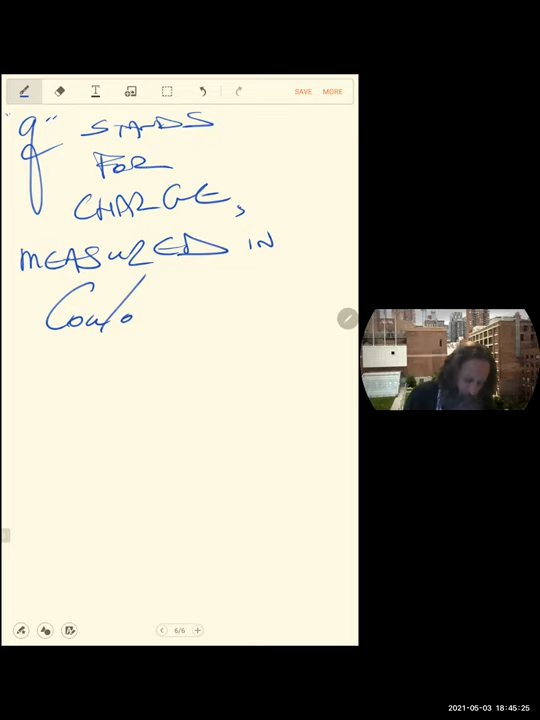 SAVE MORE
"q" STANDS
FOR
CHARGE,
MEASURED IN
Coulo
6/6
2021-05-03 18:45:25